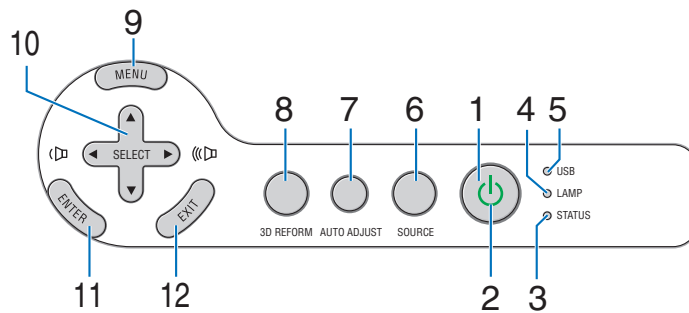 9
10
MENU
8
7
6
1
4
5
SELECT
USB
LAMP
STATUS
ENTER
EXIT
3D REFORM
AUTO ADJUST
SOURCE
11
12
2
3